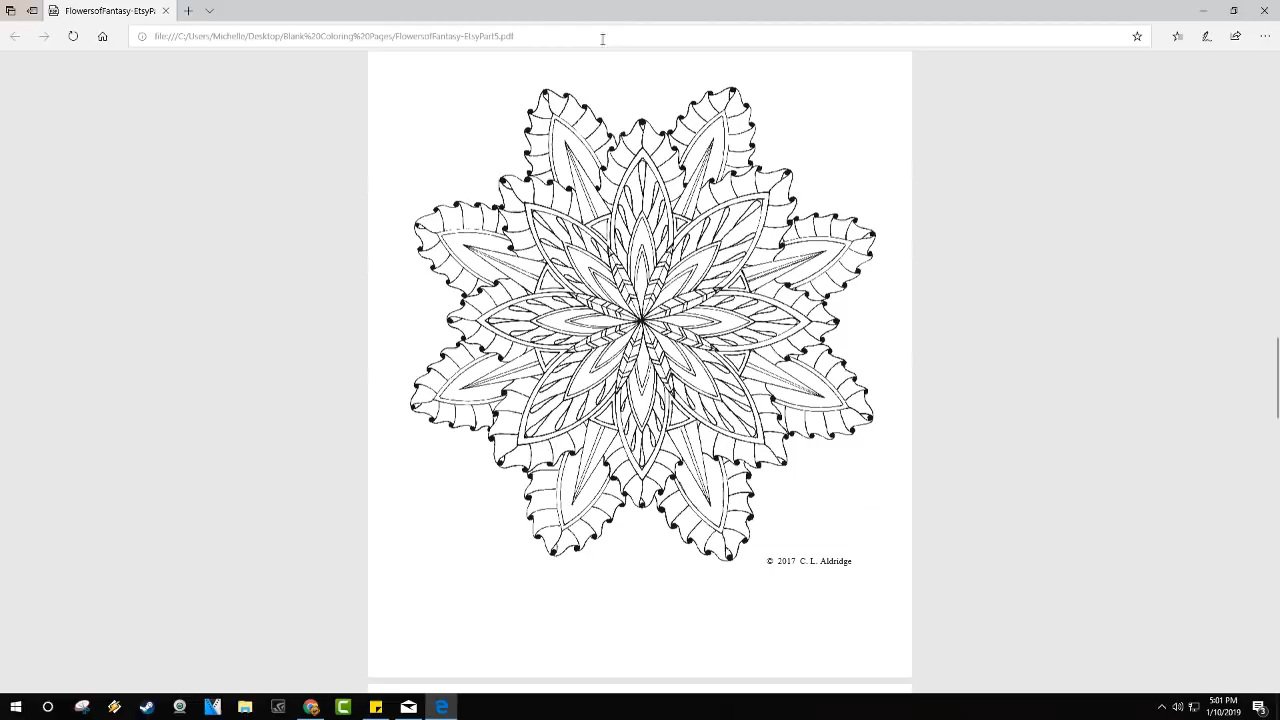 FlowersofFantasy-EtsyPa
file:///C:/Users/Michelle/Desktop/Blank%20Coloring%20Pages/FlowersofFantasy-EtsyPart5.pdf
© 2017 C. L. Aldridge
5:01 PM
1/10/2019